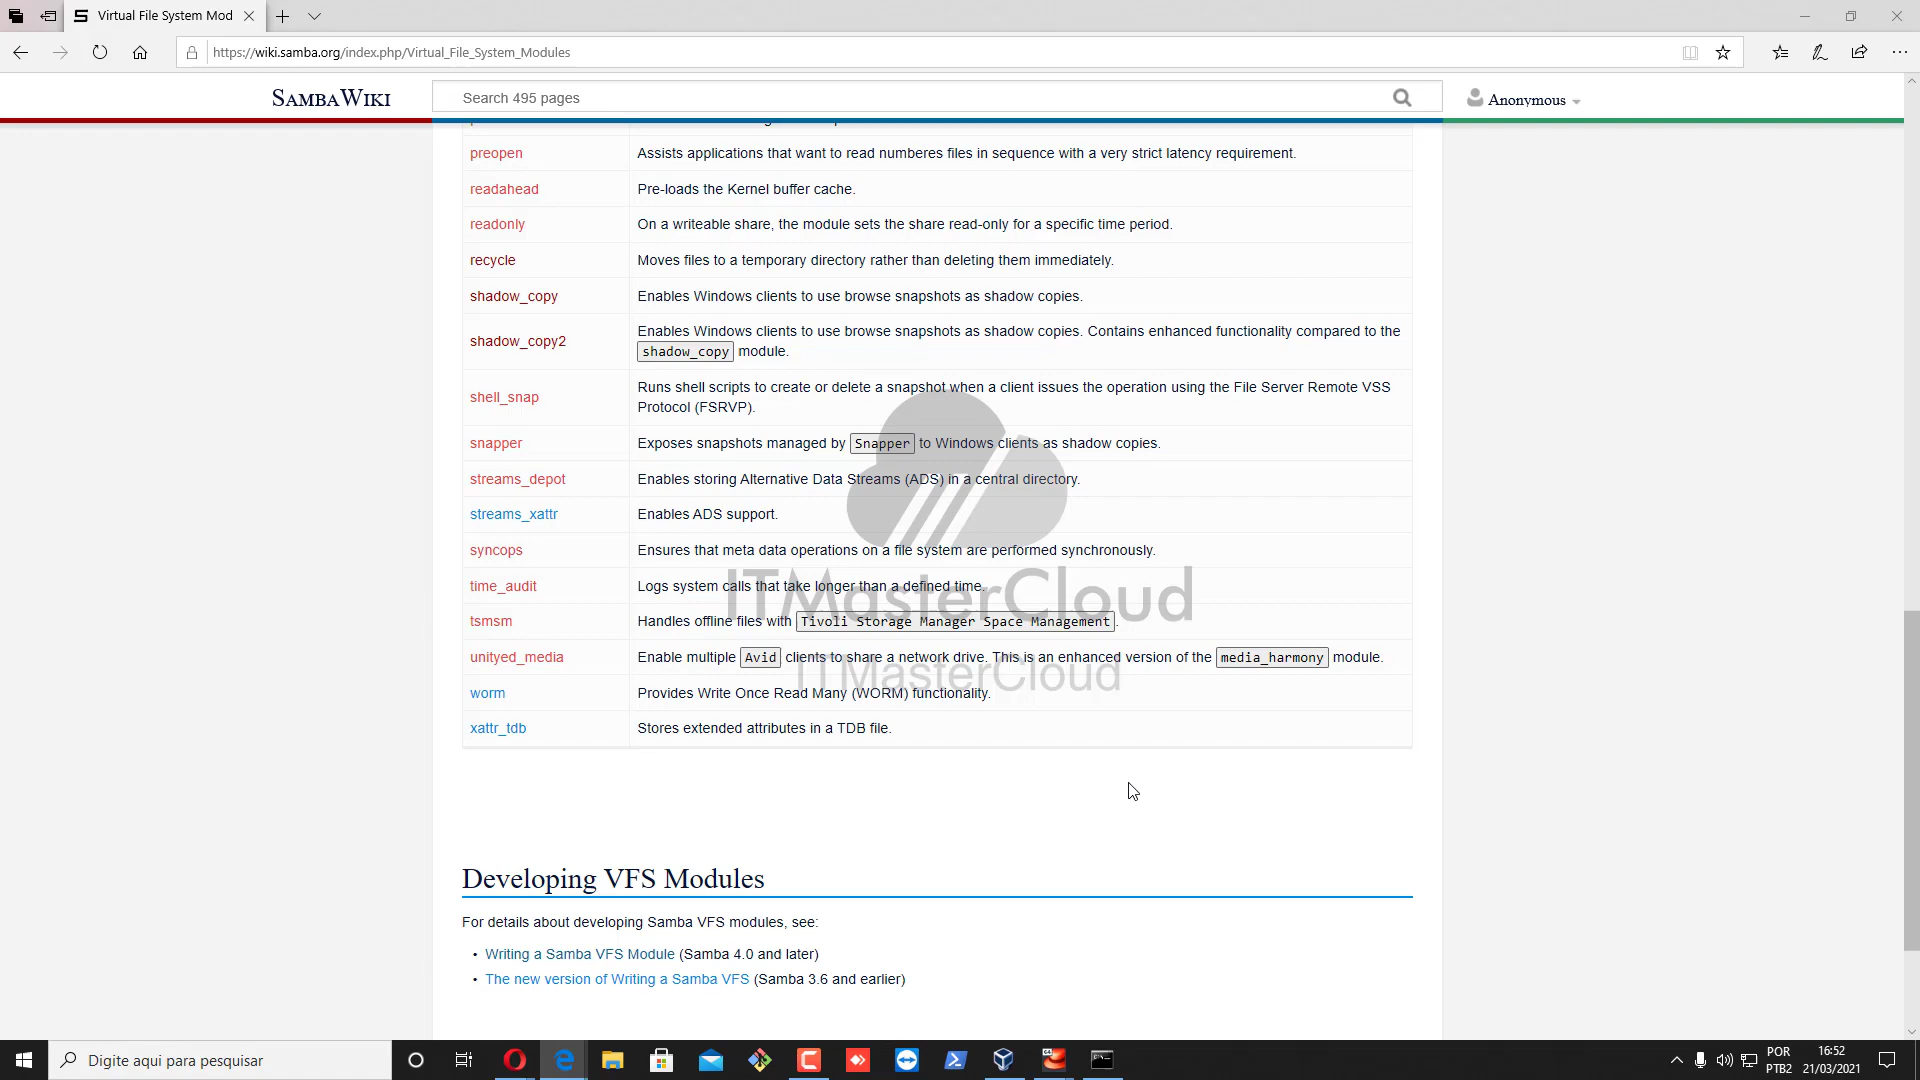 Virtual File System Mod
https://wiki.samba.org/index.php/Virtual_File_System_Modules
SAMBAWIKI
Search 495 pages
Anonymous
preopen Assists applications that want to read numberes files in sequence with a very strict latency requirement.
readahead Pre-loads the Kernel buffer cache.
readonly On a writeable share, the module sets the share read-only for a specific time period.
recycle Moves files to a temporary directory rather than deleting them immediately.
shadow_copy Enables Windows clients to use browse snapshots as shadow copies.
shadow_copy2 Enables Windows clients to use browse snapshots as shadow copies. Contains enhanced functionality compared to the
shadow_copy module.
shell_snap Runs shell scripts to create or delete a snapshot when a client issues the operation using the File Server Remote VSS
Protocol (FSRVP).
snapper Exposes snapshots managed by Snapper to Windows clients as shadow copies.
streams_depot Enables storing Alternative Data Streams (ADS) in a central directory.
streams_xattr Enables ADS support.
syncops Ensures that meta data operations on a file system are performed synchronously.
time_audit Logs system calls that take longer than a defined time.
tsmsm Handles offline files with Tivoli Storage Manager Space Management.
unityed_media Enable multiple Avid clients to share a network drive. This is an enhanced version of the media_harmony module.
worm Provides Write Once Read Many (WORM) functionality.
xattr_tdb Stores extended attributes in a TDB file.
ITMasterCloud
ITMasterCloud
Developing VFS Modules
For details about developing Samba VFS modules, see:
• Writing a Samba VFS Module (Samba 4.0 and later)
• The new version of Writing a Samba VFS (Samba 3.6 and earlier)
Digite aqui para pesquisar
POR
PTB2
16:52
21/03/2021